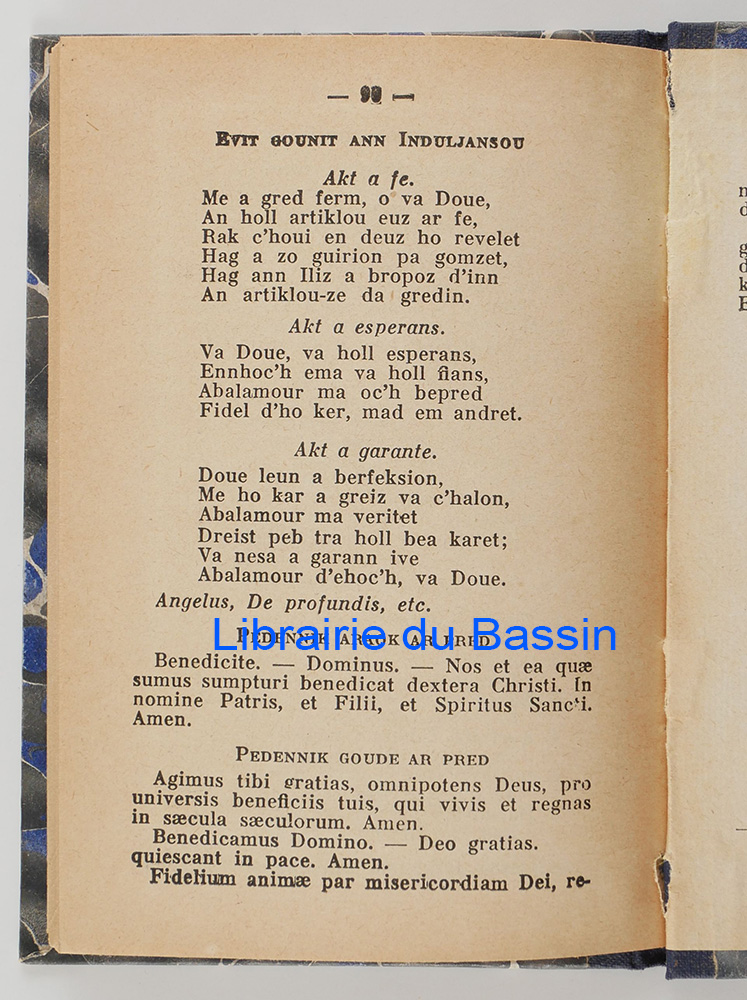 — 90 —
EVIT GOUNIT ANN INDULJANSOU
Akt a fe.
Me a gred ferm, o va Doue,
An holl artiklou euz ar fe,
Rak c'houi en deuz ho revelet
Hag a zo guirion pa gomzet,
Hag ann Iliz a bropoz d'inn
An artiklou-ze da gredin.
Akt a esperans.
Va Doue, va holl esperans,
Ennhoc'h ema va holl fians,
Abalamour ma oc'h bepred
Fidel d'ho ker, mad em andret.
Akt a garante.
Doue leun a berfeksion,
Me ho kar a greiz va c'halon,
Abalamour ma veritet
Dreist peb tra holl bea karet;
Va nesa a garann ive
Abalamour d'ehoc'h, va Doue.
Angelus, De profundis, etc.
PEDENNIK ARAOK AR PRED
Librairie du Bassin
Benedicite. — Dominus. — Nos et ea quæ
sumus sumpturi benedicat dextera Christi. In
nomine Patris, et Filii, et Spiritus Sancti.
Amen.
PEDENNIK GOUDE AR PRED
Agimus tibi gratias, omnipotens Deus, pro
universis beneficiis tuis, qui vivis et regnas
in sæcula sæculorum. Amen.
Benedicamus Domino. — Deo gratias.
quiescant in pace. Amen.
Fidelium animæ par misericordiam Dei, re-